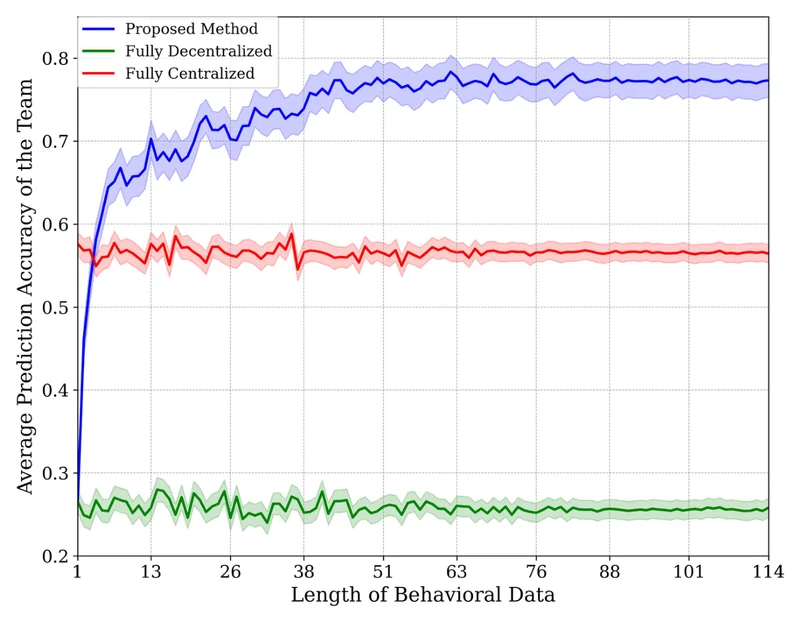 Proposed Method
Fully Decentralized
Fully Centralized
Average Prediction Accuracy of the Team
0.8
0.7
0.6
0.5
0.4
0.3
0.2
1 13 26 38 51 63 76 88 101 114
Length of Behavioral Data